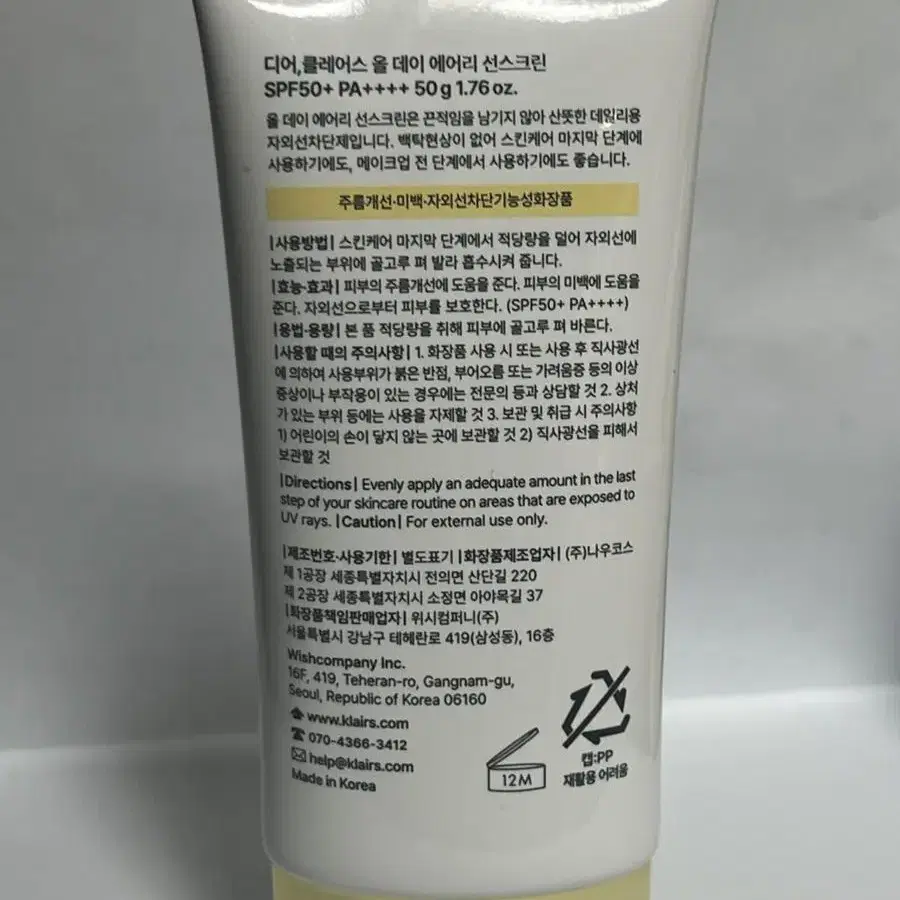 디어,클레어스 올 데이 에어리 선스크린
SPF50+ PA++++ 50g 1.76 oz.
올 데이 에어리 선스크린은 끈적임을 남기지 않아 산뜻한 데일리용
자외선차단제입니다. 백탁현상이 없어 스킨케어 마지막 단계에
사용하기에도, 메이크업 전 단계에서 사용하기에도 좋습니다.
주름개선·미백·자외선차단기능성화장품
|사용방법| 스킨케어 마지막 단계에서 적당량을 덜어 자외선에
노출되는 부위에 골고루 펴 발라 흡수시켜 줍니다.
|효능·효과| 피부의 주름개선에 도움을 준다. 피부의 미백에 도움을
준다. 자외선으로부터 피부를 보호한다. (SPF50+ PA++++)
|용법·용량| 본 품 적당량을 취해 피부에 골고루 펴 바른다.
|사용할 때의 주의사항| 1. 화장품 사용 시 또는 사용 후 직사광선
에 의하여 사용부위가 붉은 반점, 부어오름 또는 가려움증 등의 이상
증상이나 부작용이 있는 경우에는 전문의 등과 상담할 것 2. 상처
가 있는 부위 등에는 사용을 자제할 것 3. 보관 및 취급 시 주의사항
1) 어린이의 손이 닿지 않는 곳에 보관할 것 2) 직사광선을 피해서
보관할 것
|Directions| Evenly apply an adequate amount in the last
step of your skincare routine on areas that are exposed to
UV rays. |Caution| For external use only.
|제조번호·사용기한| 별도표기 |화장품제조업자| (주)나우코스
제 1공장 세종특별자치시 전의면 산단길 220
제 2공장 세종특별자치시 소정면 아야목길 37
|화장품책임판매업자| 위시컴퍼니(주)
서울특별시 강남구 테헤란로 419(삼성동), 16층
Wishcompany Inc.
16F, 419, Teheran-ro, Gangnam-gu,
Seoul, Republic of Korea 06160
www.klairs.com
070-4366-3412
help@klairs.com
Made in Korea
12M
캡:PP
재활용 어려움